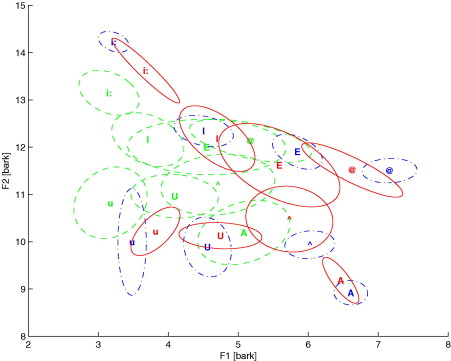 15
14
13
12
11
10
9
8
F2 [bark]
i:
i:
i:
I
I
I
E
@
E
E
@
@
u
U
^
^
u
u
U
U
A
^
A
A
2
3
4
5
6
7
8
F1 [bark]